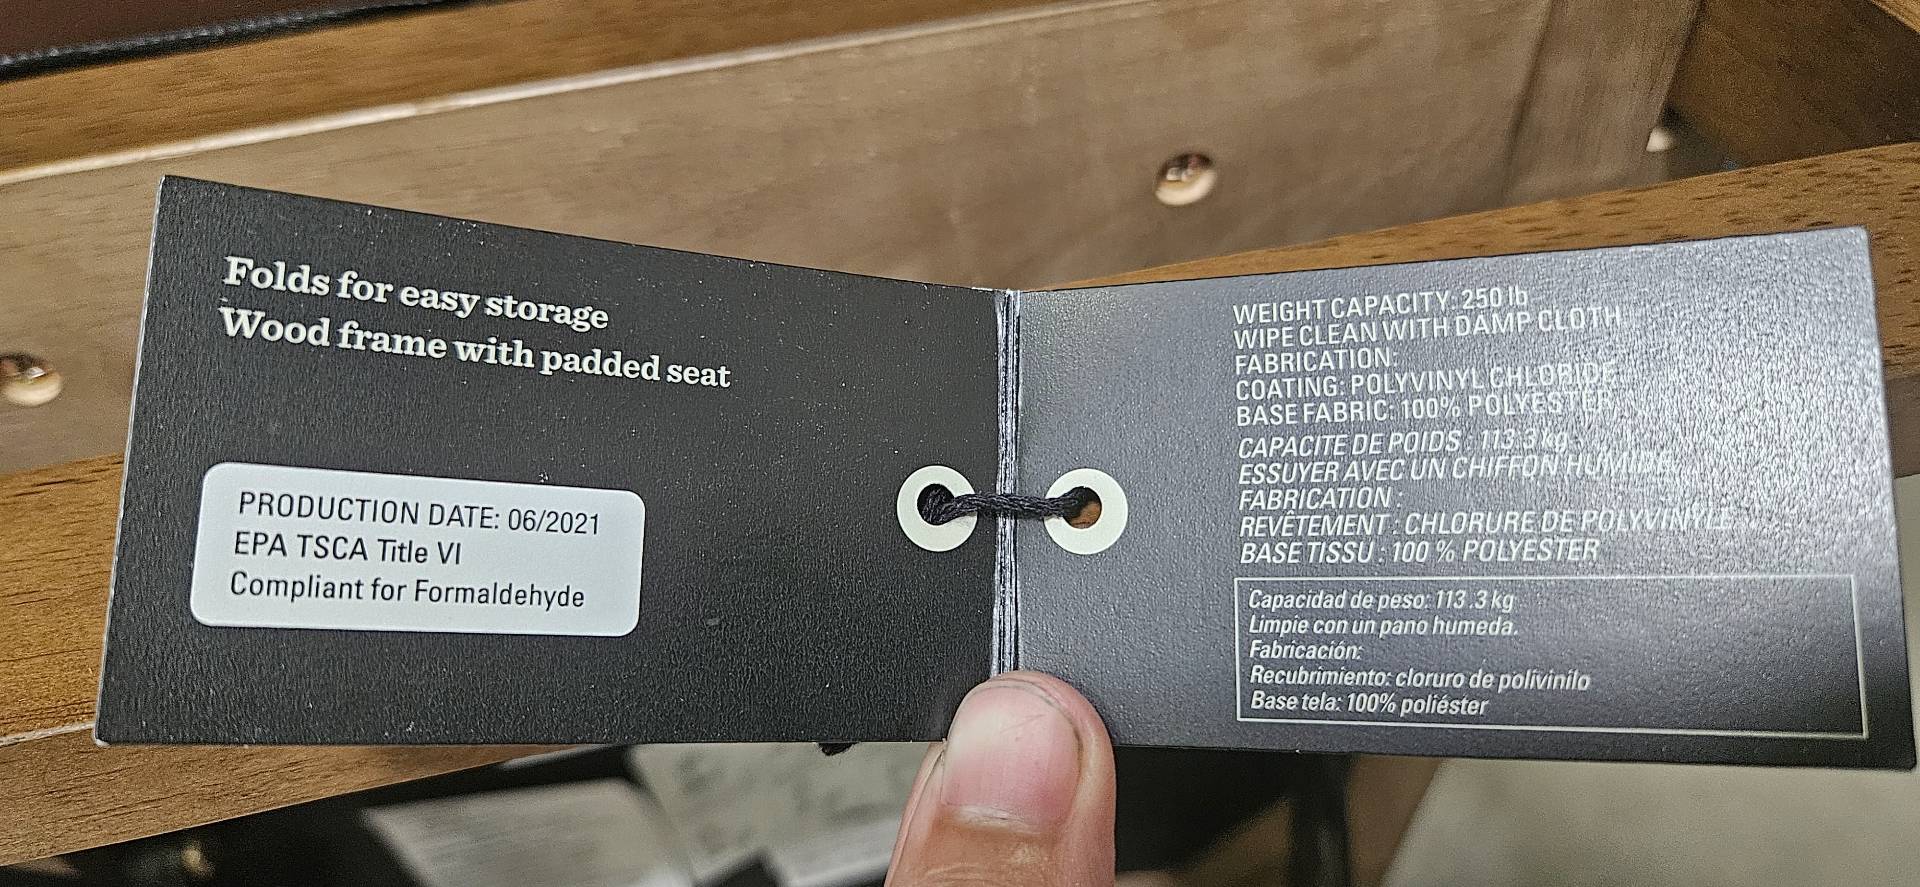 Folds for easy storage
Wood frame with padded seat
PRODUCTION DATE: 06/2021
EPA TSCA Title VI
Compliant for Formaldehyde
WEIGHT CAPACITY 250 lb
WIPE CLEAN WITH DAMP CLOTH
FABRICATION:
COATING: POLYVINYL CHLORIDE
BASE FABRIC: 100% POLYESTER
CAPACITE DE POIDS : 113.3 kg
ESSUYER AVEC UN CHIFFON HUMIDE
FABRICATION :
REVÊTEMENT : CHLORURE DE POLYVINYLE
BASE TISSU : 100 % POLYESTER
Capacidad de peso: 113 .3 kg
Limpie con un pano humeda.
Fabricación:
Recubrimiento: cloruro de polivinilo
Base tela: 100% poliéster